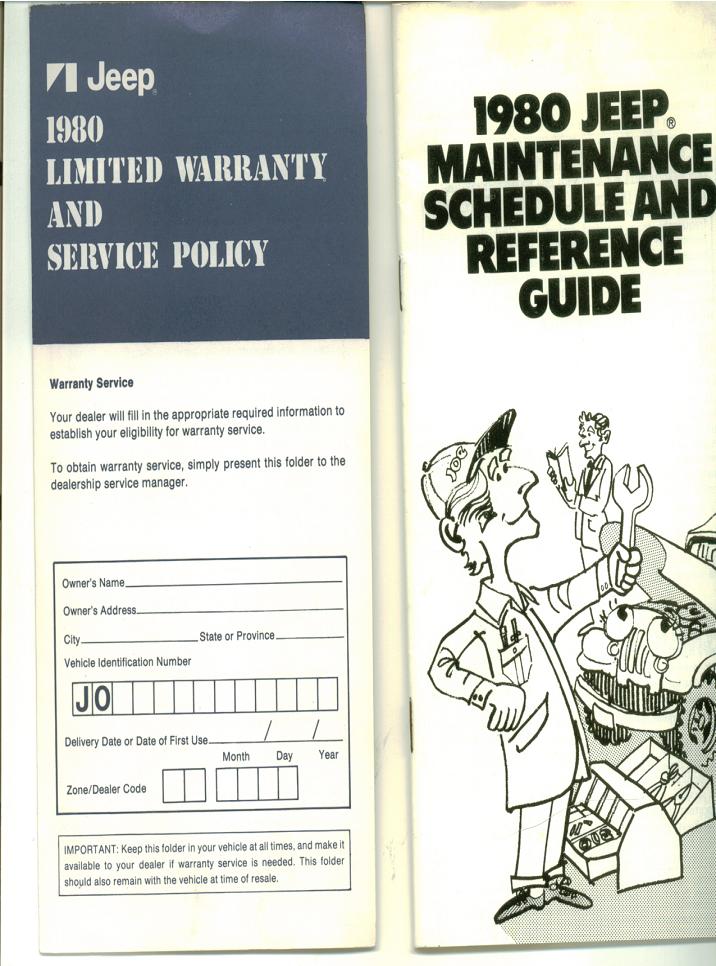 Jeep®
1980
LIMITED WARRANTY
AND
SERVICE POLICY
Warranty Service
Your dealer will fill in the appropriate required information to
establish your eligibility for warranty service.
To obtain warranty service, simply present this folder to the
dealership service manager.
Owner's Name
Owner's Address
City State or Province
Vehicle Identification Number
JO
Delivery Date or Date of First Use / /
Month Day Year
Zone/Dealer Code
IMPORTANT: Keep this folder in your vehicle at all times, and make it
available to your dealer if warranty service is needed. This folder
should also remain with the vehicle at time of resale.
1980 JEEP®
MAINTENANCE
SCHEDULE AND
REFERENCE
GUIDE
JOE